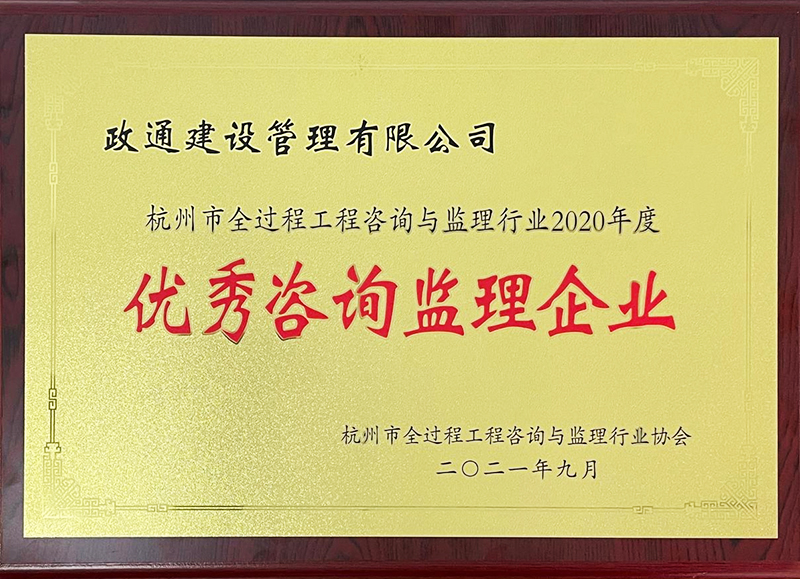 政通建设管理有限公司
杭州市全过程工程咨询与监理行业2020年度
优秀咨询监理企业
杭州市全过程工程咨询与监理行业协会
二〇二一年九月